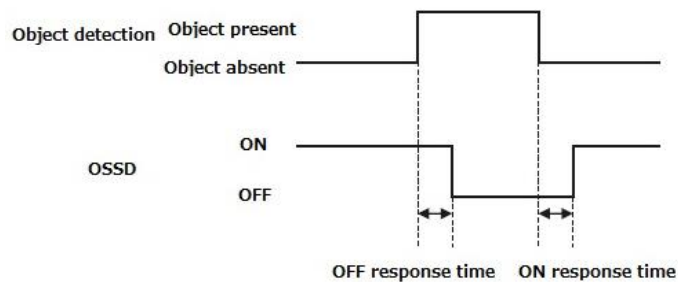 Object detection
Object present
Object absent
OSSD
ON
OFF
OFF response time
ON response time